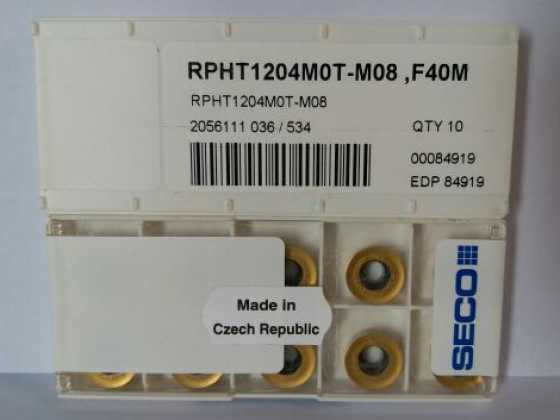 RPHT1204M0T-M08 ,F40M
RPHT1204M0T-M08
2056111 036 / 534
QTY 10
00084919
EDP 84919
SECO
Made in
Czech Republic